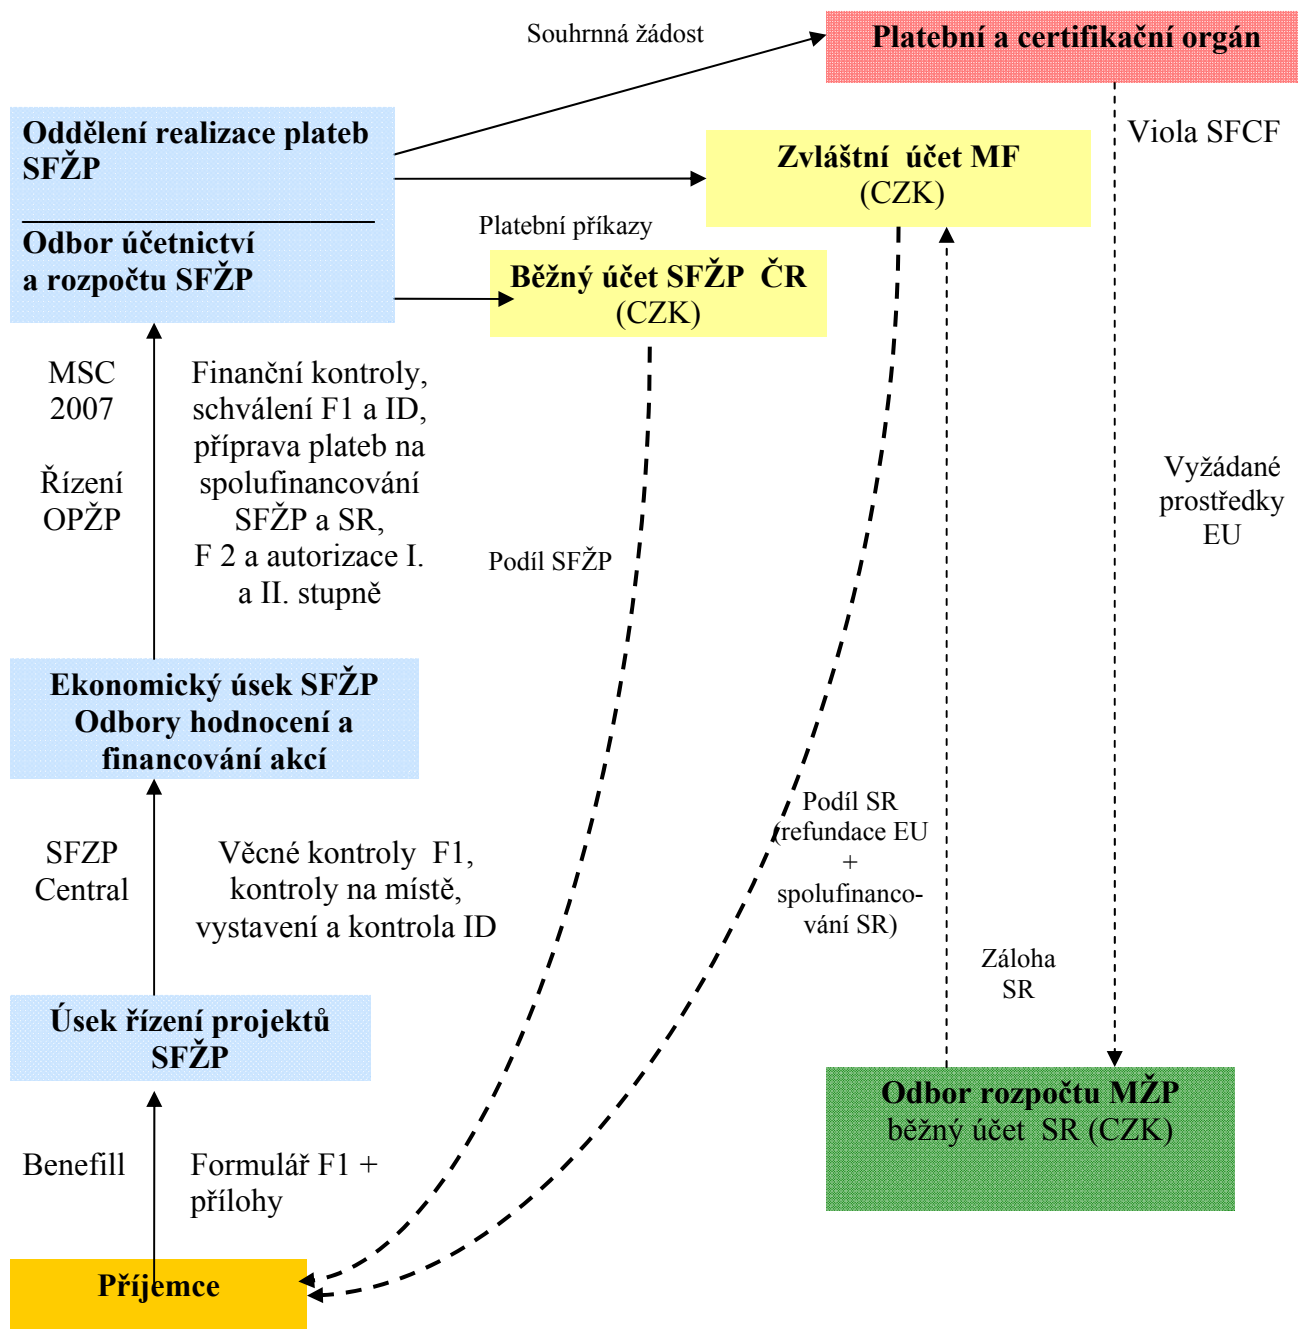 Souhrnná žádost
Platební a certifikační orgán
Viola SFCF
Oddělení realizace plateb
SFŽP
Odbor účetnictví
a rozpočtu SFŽP
Zvláštní účet MF
(CZK)
Platební příkazy
Běžný účet SFŽP ČR
(CZK)
MSC
2007
Řízení
OPŽP
Finanční kontroly,
schválení F1 a ID,
příprava plateb na
spolufinancování
SFŽP a SR,
F 2 a autorizace I.
a II. stupně
Podíl SFŽP
Vyžádané
prostředky
EU
Ekonomický úsek SFŽP
Odbory hodnocení a
financování akcí
SFZP
Central
Věcné kontroly F1,
kontroly na místě,
vystavení a kontrola ID
Podíl SR
(refundace EU
+
spolufinanco-
vání SR)
Záloha
SR
Úsek řízení projektů
SFŽP
Odbor rozpočtu MŽP
běžný účet SR (CZK)
Benefill
Formulář F1 +
přílohy
Příjemce